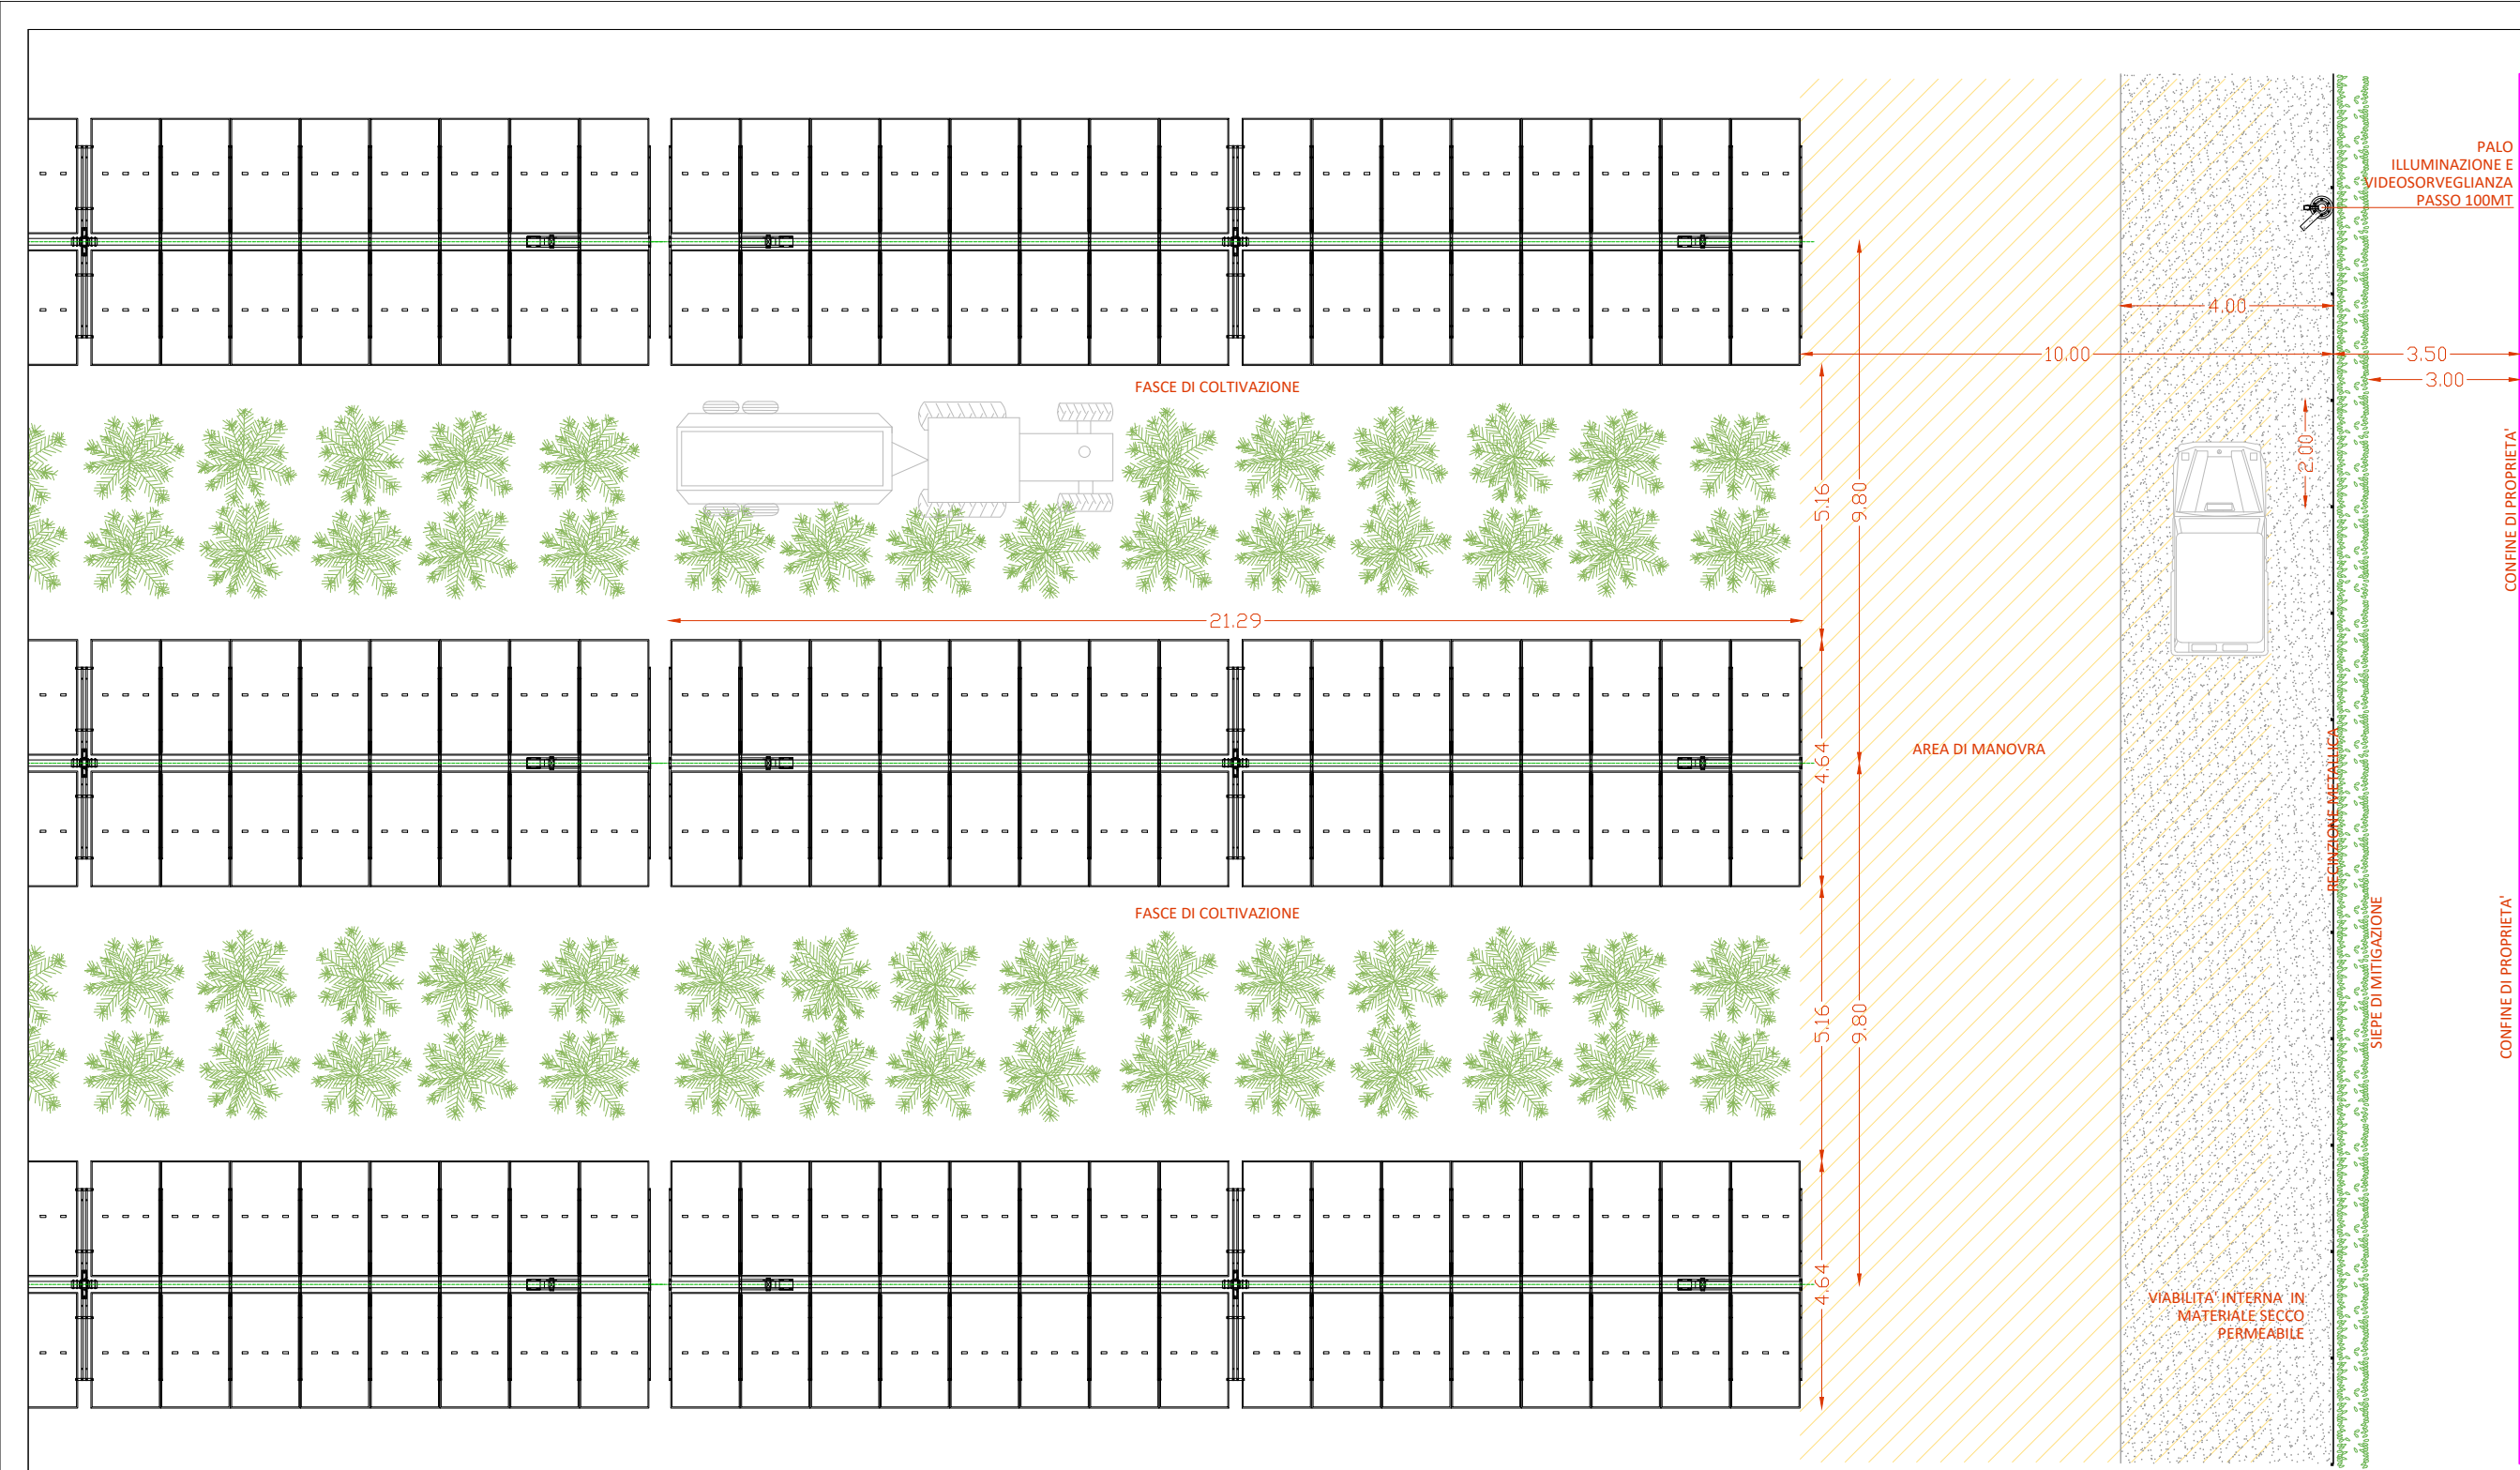 PALO
ILLUMINAZIONE E
VIDEOSORVEGLIANZA
PASSO 100MT
4.00
10.00
3.50
3.00
FASCE DI COLTIVAZIONE
2.00
5.16
9.80
CONFINE DI PROPRIETA'
21.29
4.64
AREA DI MANOVRA
RECINZIONE METALLICA
FASCE DI COLTIVAZIONE
SIEPE DI MITIGAZIONE
CONFINE DI PROPRIETA'
5.16
9.80
4.64
VIABILITA' INTERNA IN
MATERIALE SECCO
PERMEABILE